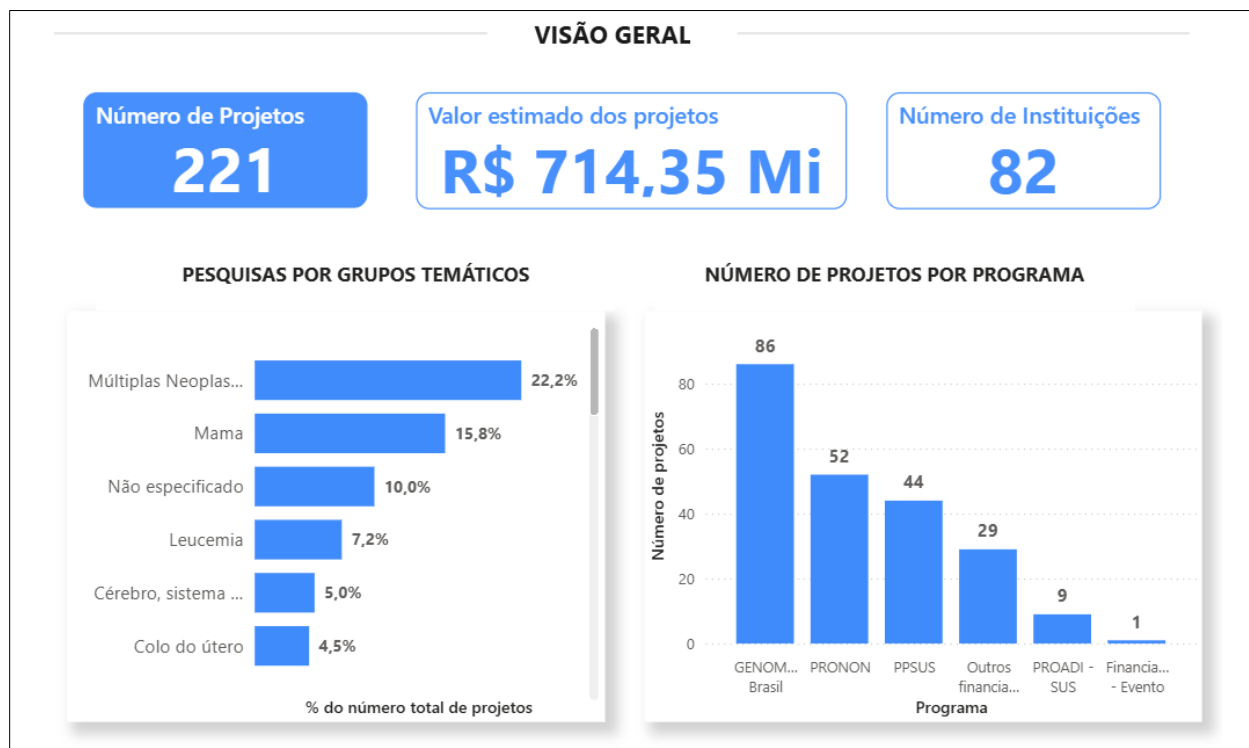 VISÃO GERAL
Número de Projetos
221
Valor estimado dos projetos
R$ 714,35 Mi
Número de Instituições
82
PESQUISAS POR GRUPOS TEMÁTICOS
Múltiplas Neoplas...
22,2%
Mama
15,8%
Não especificado
10,0%
Leucemia
7,2%
Cérebro, sistema ...
5,0%
Colo do útero
4,5%
% do número total de projetos
NÚMERO DE PROJETOS POR PROGRAMA
Número de projetos
80
60
40
20
0
86
52
44
29
9
1
GENOM...
Brasil
PRONON
PPSUS
Outros
financia...
PROADI -
SUS
Financia...
- Evento
Programa